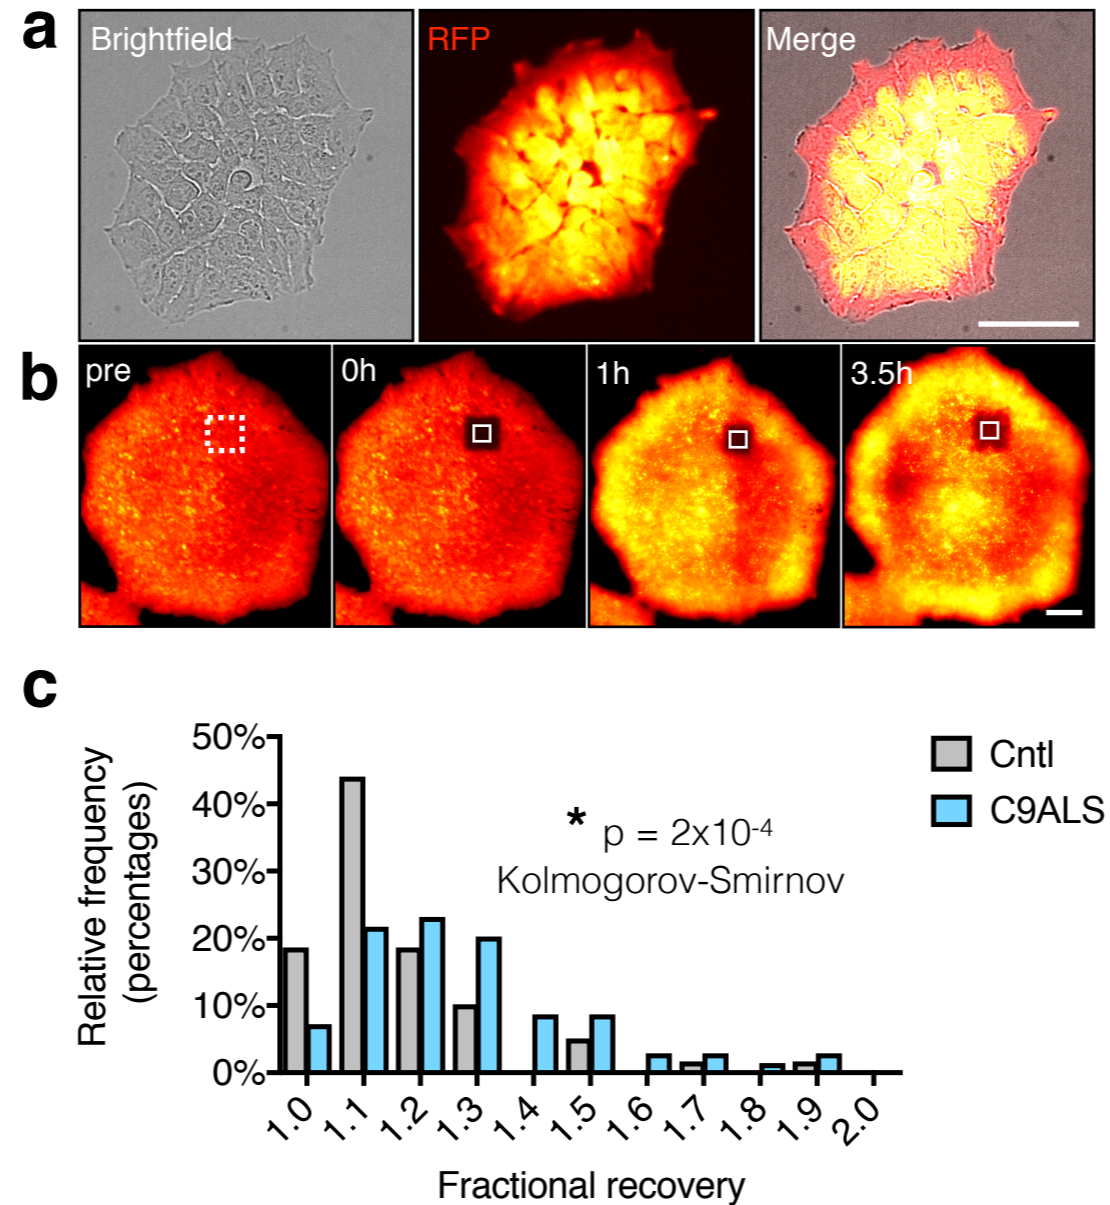 a
Brightfield
RFP
Merge
b
pre
0h
1h
3.5h
c
Relative frequency
(percentages)
50%
40%
30%
20%
10%
0%
* p = 2x10-4
Kolmogorov-Smirnov
Cntl
C9ALS
1.0 1.1 1.2 1.3 1.4 1.5 1.6 1.7 1.8 1.9 2.0
Fractional recovery